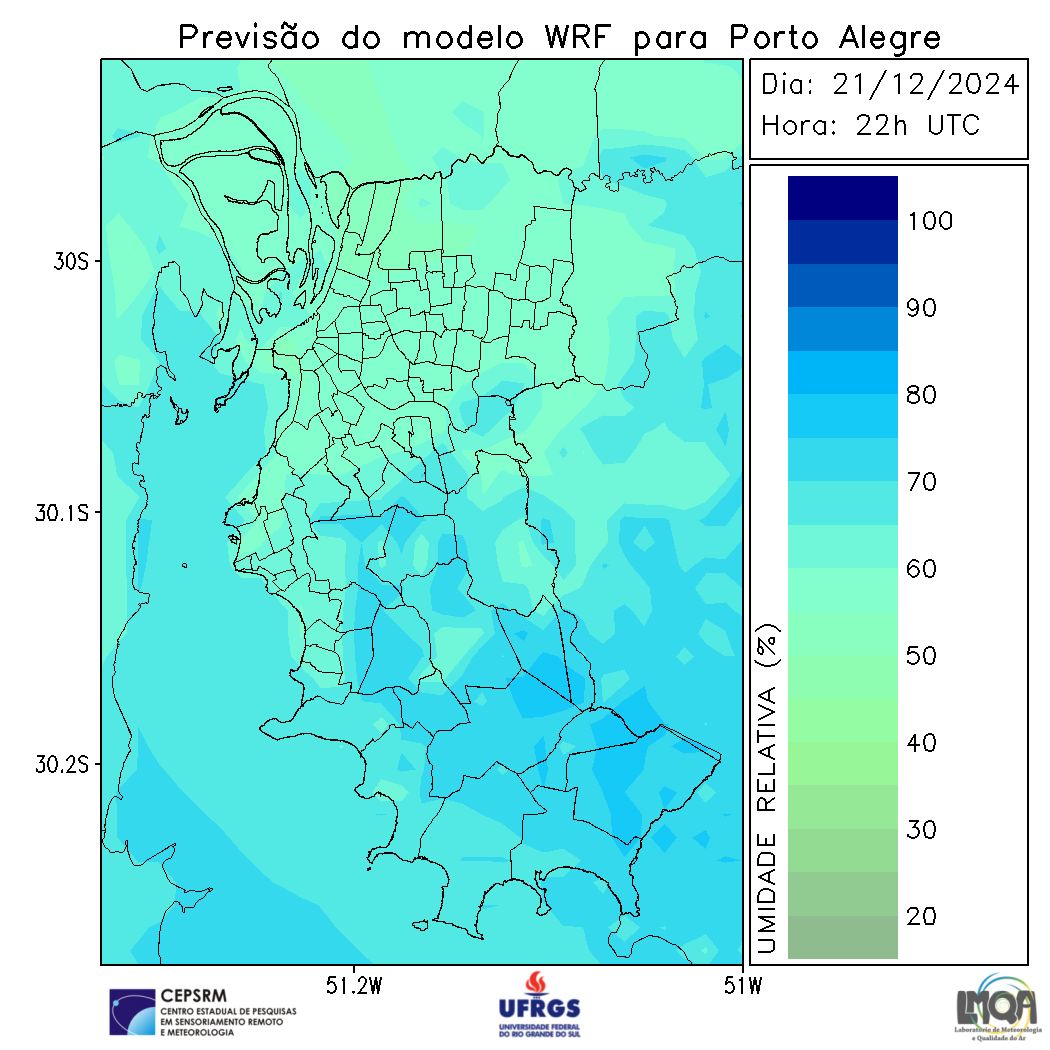 Previsão do modelo WRF para Porto Alegre
Dia: 21/12/2024
Hora: 22h UTC
30S
30.1S
30.2S
51.2W
51W
100
90
80
70
60
50
40
30
20
UMIDADE RELATIVA (%)
CEPSRM
CENTRO ESTADUAL DE PESQUISAS
EM SENSORIAMENTO REMOTO
E METEOROLOGIA
UFRGS
UNIVERSIDADE FEDERAL
DO RIO GRANDE DO SUL
LMQA
Laboratório de Meteorologia
e Qualidade do Ar